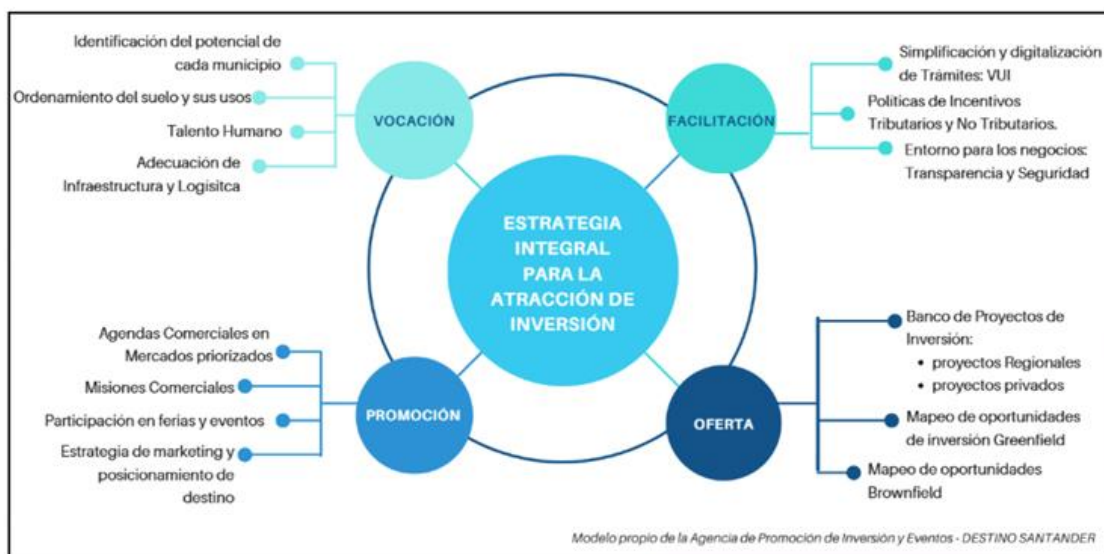 Identificación del potencial de
cada municipio
Ordenamiento del suelo y sus usos
Talento Humano
Adecuación de
Infraestructura y Logísitca
VOCACIÓN
FACILITACIÓN
Simplificación y digitalización
de Trámites: VUI
Políticas de Incentivos
Tributarios y No Tributarios.
Entorno para los negocios:
Transparencia y Seguridad
ESTRATEGIA
INTEGRAL
PARA LA
ATRACCIÓN DE
INVERSIÓN
Agendas Comerciales en
Mercados priorizados
Misiones Comerciales
Participación en ferias y eventos
Estrategia de marketing y
posicionamiento de
destino
PROMOCIÓN
OFERTA
Banco de Proyectos de
Inversión:
• proyectos Regionales
• proyectos privados
Mapeo de oportunidades
de inversión Greenfield
Mapeo de oportunidades
Brownfield
Modelo propio de la Agencia de Promoción de Inversión y Eventos - DESTINO SANTANDER